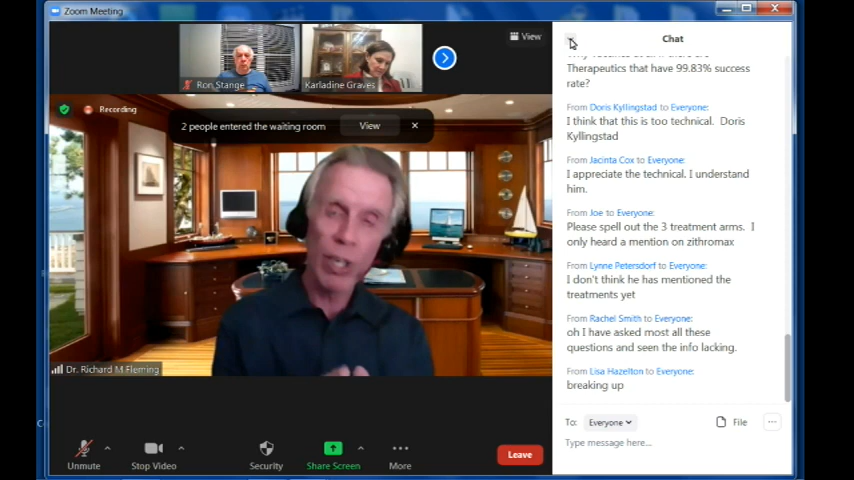 Zoom Meeting
View
Ron Stange
Karladine Graves
Recording
2 people entered the waiting room
View
Dr. Richard M Fleming
Unmute
Stop Video
Security
Share Screen
More
Leave
Chat
Therapeutics that have 99.83% success
rate?
From Doris Kyllingstad to Everyone:
I think that this is too technical. Doris
Kyllingstad
From Jacinta Cox to Everyone:
I appreciate the technical. I understand
him.
From Joe to Everyone:
Please spell out the 3 treatment arms. I
only heard a mention on zithromax
From Lynne Petersdorf to Everyone:
I don't think he has mentioned the
treatments yet
From Rachel Smith to Everyone:
oh I have asked most all these
questions and seen the info lacking.
From Lisa Hazelton to Everyone:
breaking up
To: Everyone
File
Type message here...